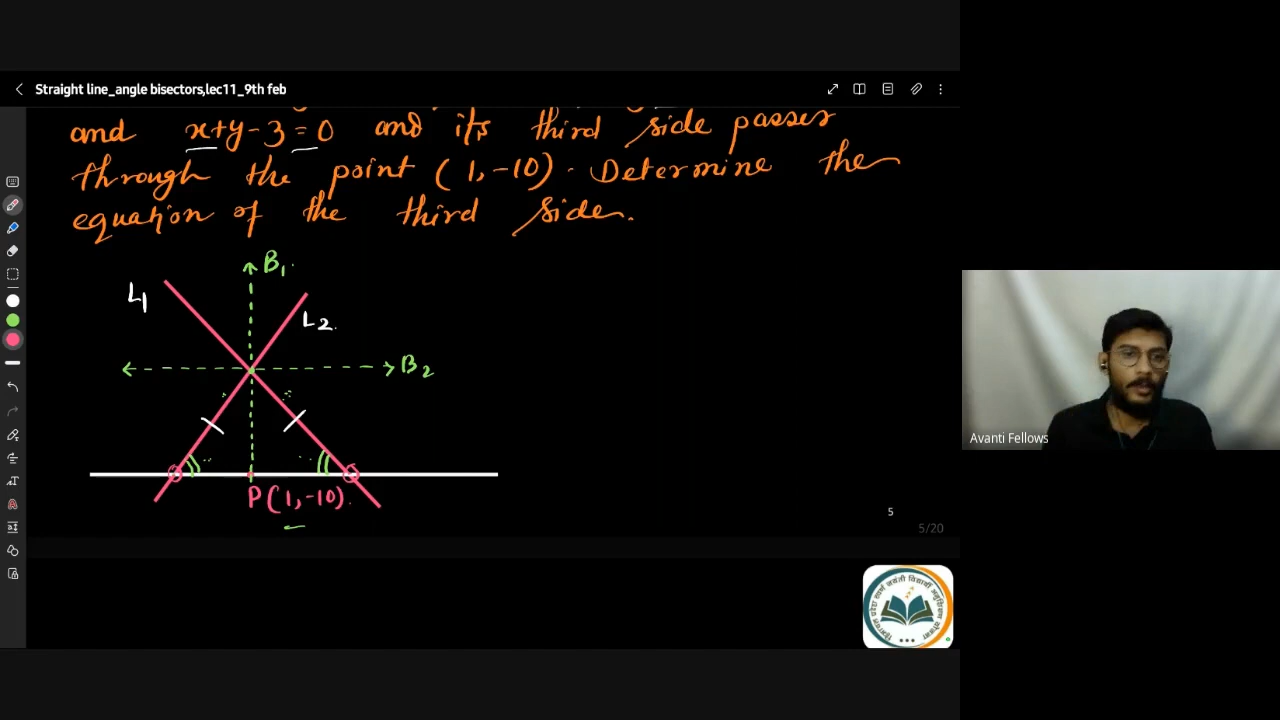 Straight line_angle bisectors,lec11_9th feb
and x+y-3=0 and its third side passes
through the point (1,-10). Determine the
equation of the third side.
B₁
L₁
L₂.
B₂
Avanti Fellows
P(1,-10).
5
5/20